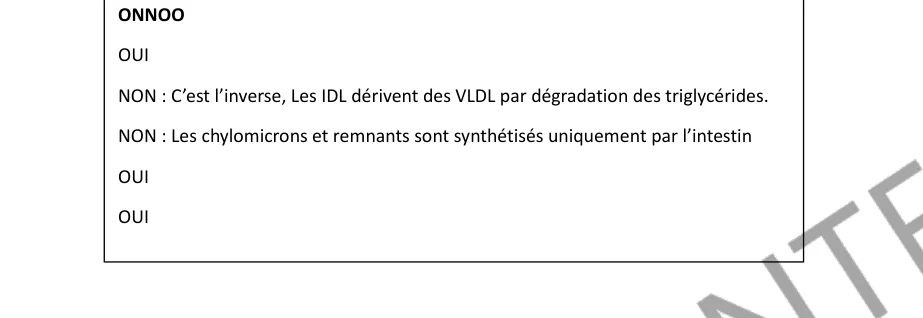 ONNOO
OUI
NON : C’est l’inverse, Les IDL dérivent des VLDL par dégradation des triglycérides.
NON : Les chylomicrons et remnants sont synthétisés uniquement par l’intestin
OUI
OUI